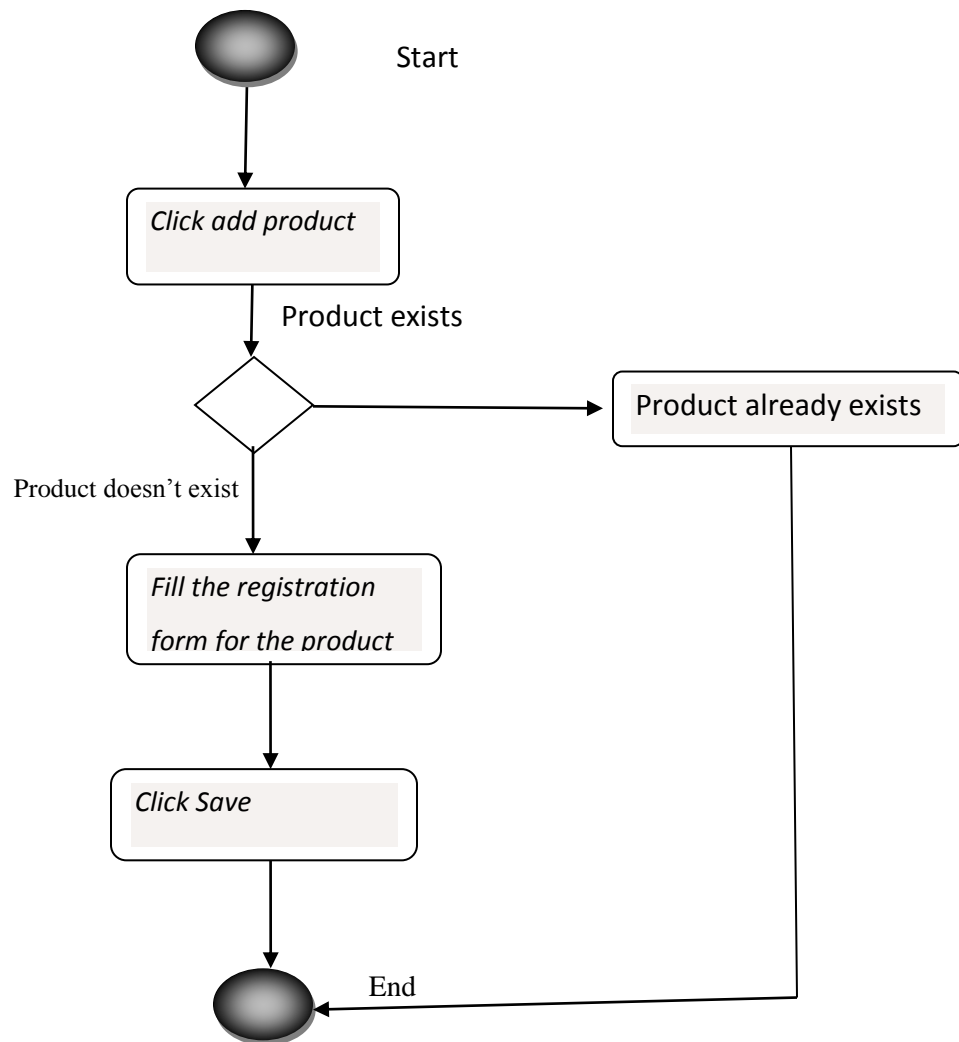 Start
Click add product
Product exists
Product already exists
Product doesn’t exist
Fill the registration
form for the product
Click Save
End